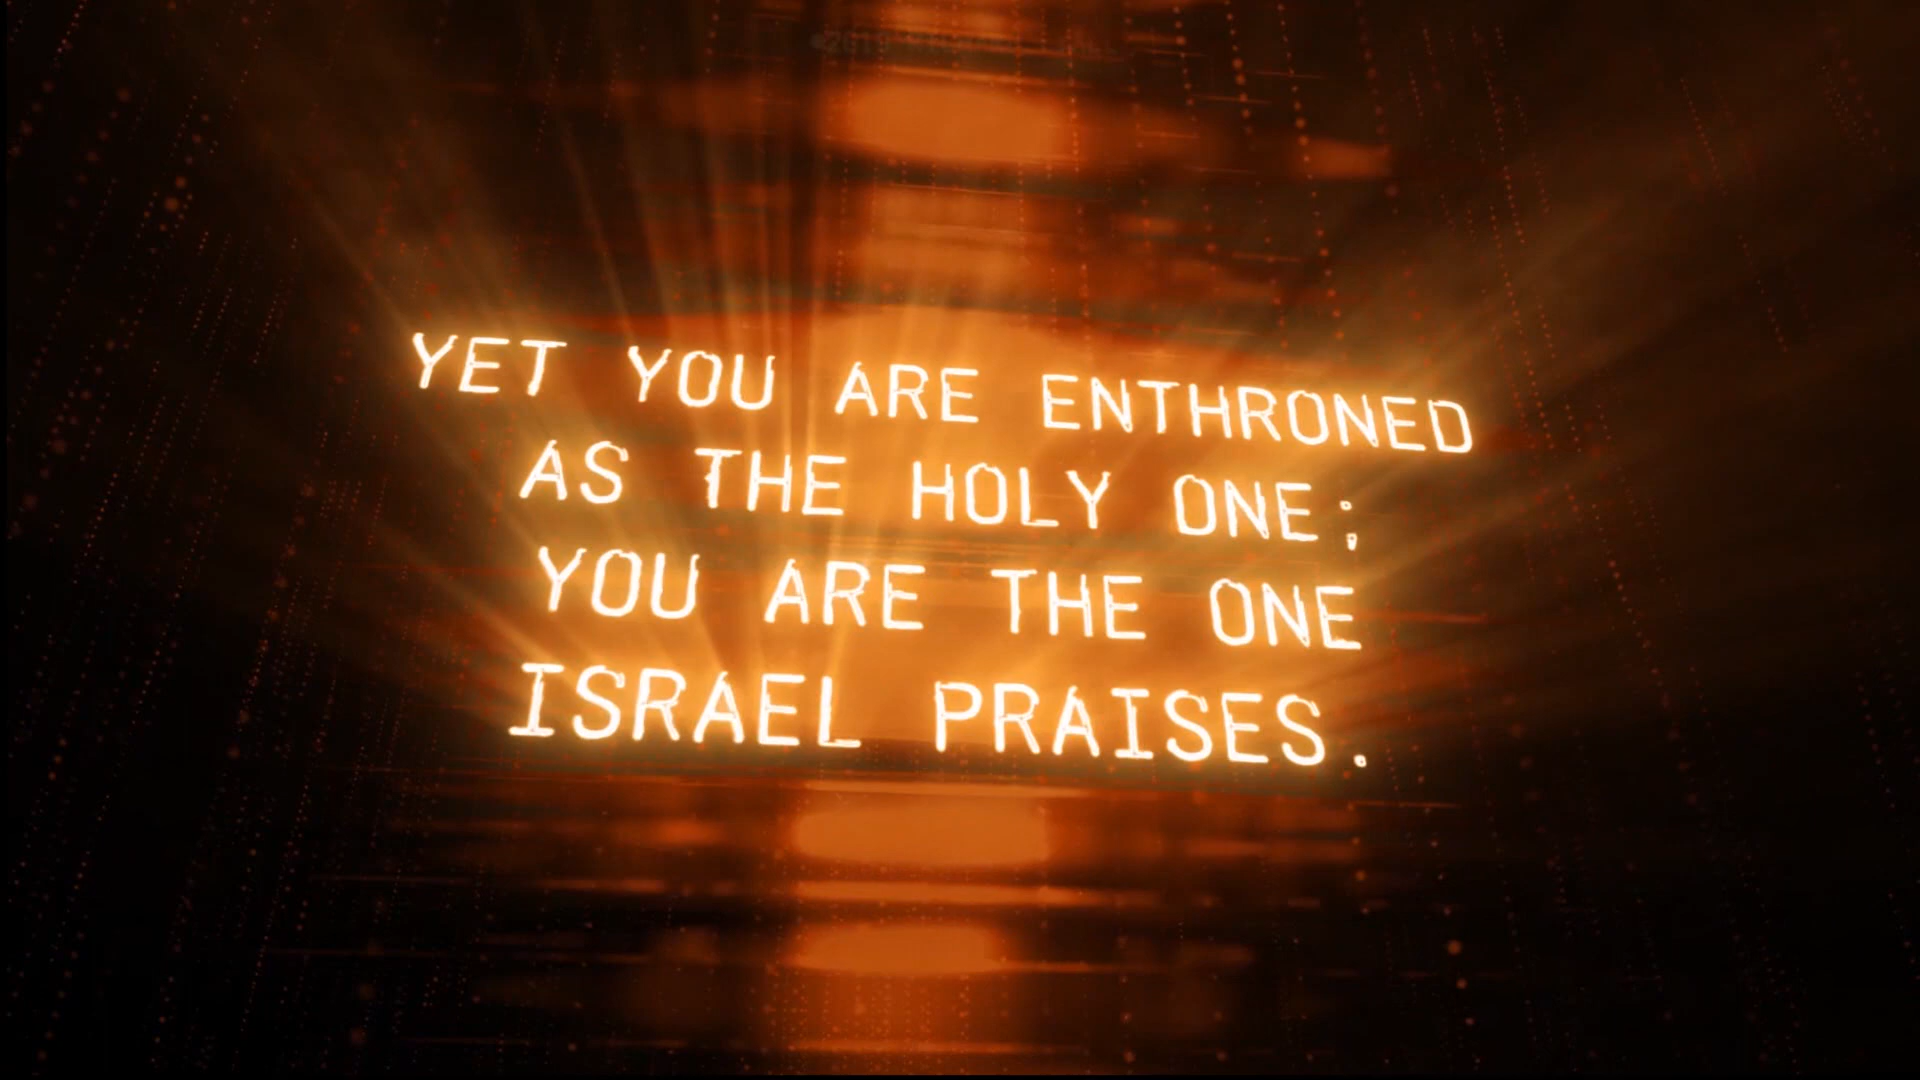 YET YOU ARE ENTHRONED
AS THE HOLY ONE;
YOU ARE THE ONE
ISRAEL PRAISES.